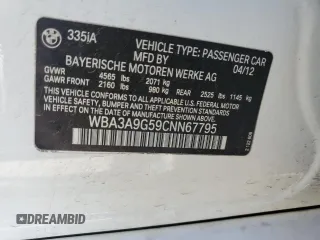 335iA
VEHICLE TYPE: PASSENGER CAR
MFD BY 04/12
BAYERISCHE MOTOREN WERKE AG
GVWR 4565 lbs 2071 kg
GAWR FRONT 2160 lbs 980 kg REAR 2525 lbs 1145 kg
THIS VEHICLE CONFORMS TO ALL APPLICABLE FEDERAL MOTOR VEHICLE SAFETY, BUMPER, AND THEFT PREVENTION STANDARDS IN EFFECT ON THE DATE OF MANUFACTURE SHOWN ABOVE.
WBA3A9G59CNN67795
DREAMBID
DREAMBID.COM